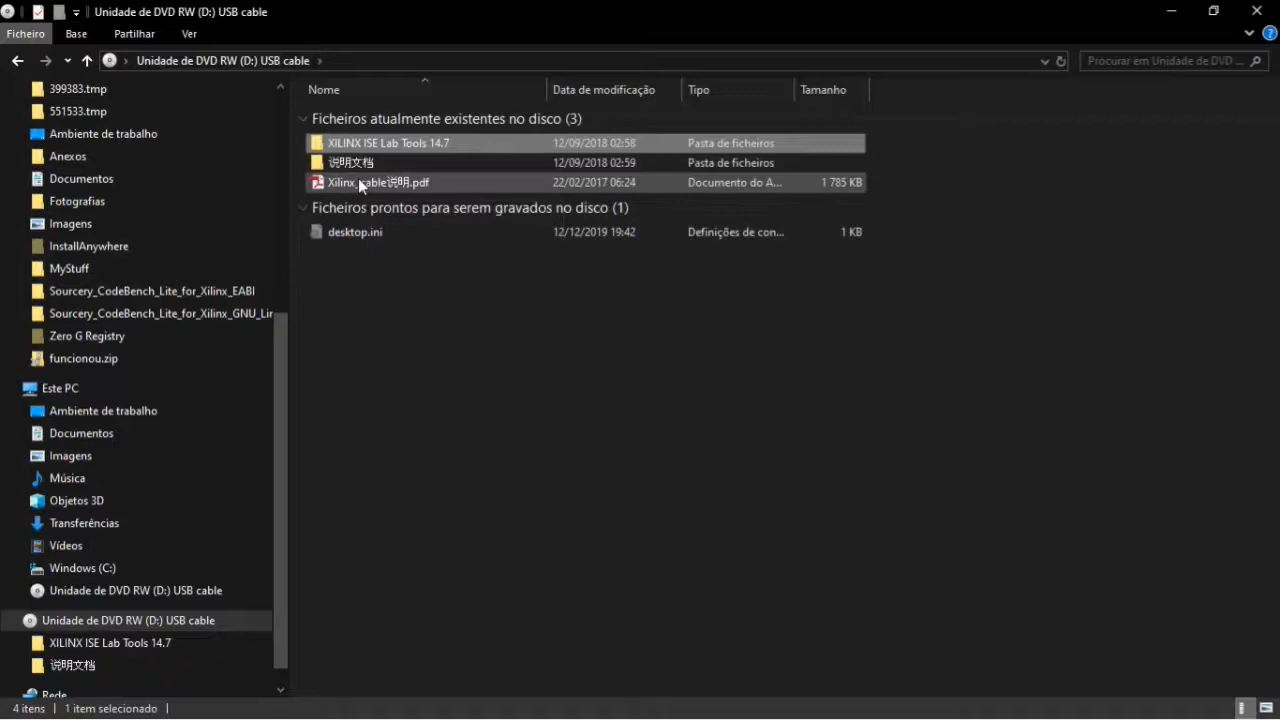 Unidade de DVD RW (D:) USB cable
Ficheiro Base Partilhar Ver
Unidade de DVD RW (D:) USB cable
Procurar em Unidade de DVD ...
399383.tmp
551533.tmp
Ambiente de trabalho
Anexos
Documentos
Fotografias
Imagens
InstallAnywhere
MyStuff
Sourcery_CodeBench_Lite_for_Xilinx_EABI
Sourcery_CodeBench_Lite_for_Xilinx_GNU_Lir
Zero G Registry
funcionou.zip
Este PC
Ambiente de trabalho
Documentos
Imagens
Música
Objetos 3D
Transferências
Vídeos
Windows (C:)
Unidade de DVD RW (D:) USB cable
Unidade de DVD RW (D:) USB cable
XILINX ISE Lab Tools 14.7
说明文档
Rede
Nome Data de modificação Tipo Tamanho
Ficheiros atualmente existentes no disco (3)
XILINX ISE Lab Tools 14.7 12/09/2018 02:58 Pasta de ficheiros
说明文档 12/09/2018 02:59 Pasta de ficheiros
Xilinx cable说明.pdf 22/02/2017 06:24 Documento do A... 1 785 KB
Ficheiros prontos para serem gravados no disco (1)
desktop.ini 12/12/2019 19:42 Definições de con... 1 KB
4 itens 1 item selecionado